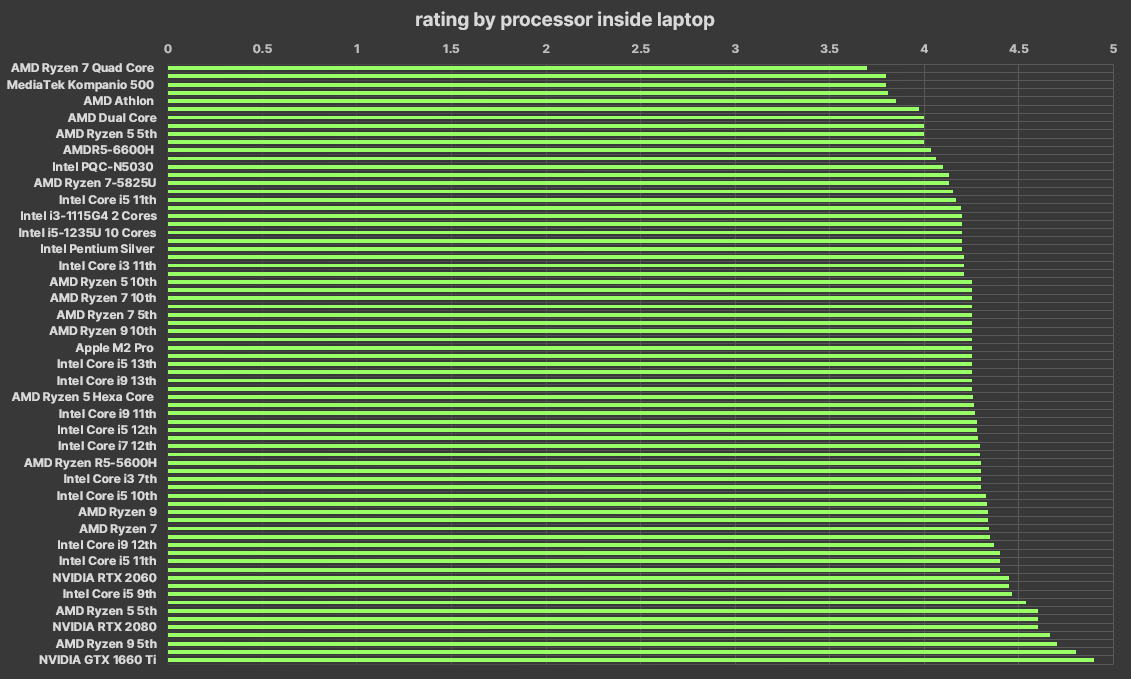 rating by processor inside laptop
0 0.5 1 1.5 2 2.5 3 3.5 4 4.5 5
AMD Ryzen 7 Quad Core
MediaTek Kompanio 500
AMD Athlon
AMD Dual Core
AMD Ryzen 5 5th
AMDR5-6600H
Intel PQC-N5030
AMD Ryzen 7-5825U
Intel Core i5 11th
Intel i3-1115G4 2 Cores
Intel i5-1235U 10 Cores
Intel Pentium Silver
Intel Core i3 11th
AMD Ryzen 5 10th
AMD Ryzen 7 10th
AMD Ryzen 7 5th
AMD Ryzen 9 10th
Apple M2 Pro
Intel Core i5 13th
Intel Core i9 13th
AMD Ryzen 5 Hexa Core
Intel Core i9 11th
Intel Core i5 12th
Intel Core i7 12th
AMD Ryzen R5-5600H
Intel Core i3 7th
Intel Core i5 10th
AMD Ryzen 9
AMD Ryzen 7
Intel Core i9 12th
Intel Core i5 11th
NVIDIA RTX 2060
Intel Core i5 9th
AMD Ryzen 5 5th
NVIDIA RTX 2080
AMD Ryzen 9 5th
NVIDIA GTX 1660 Ti